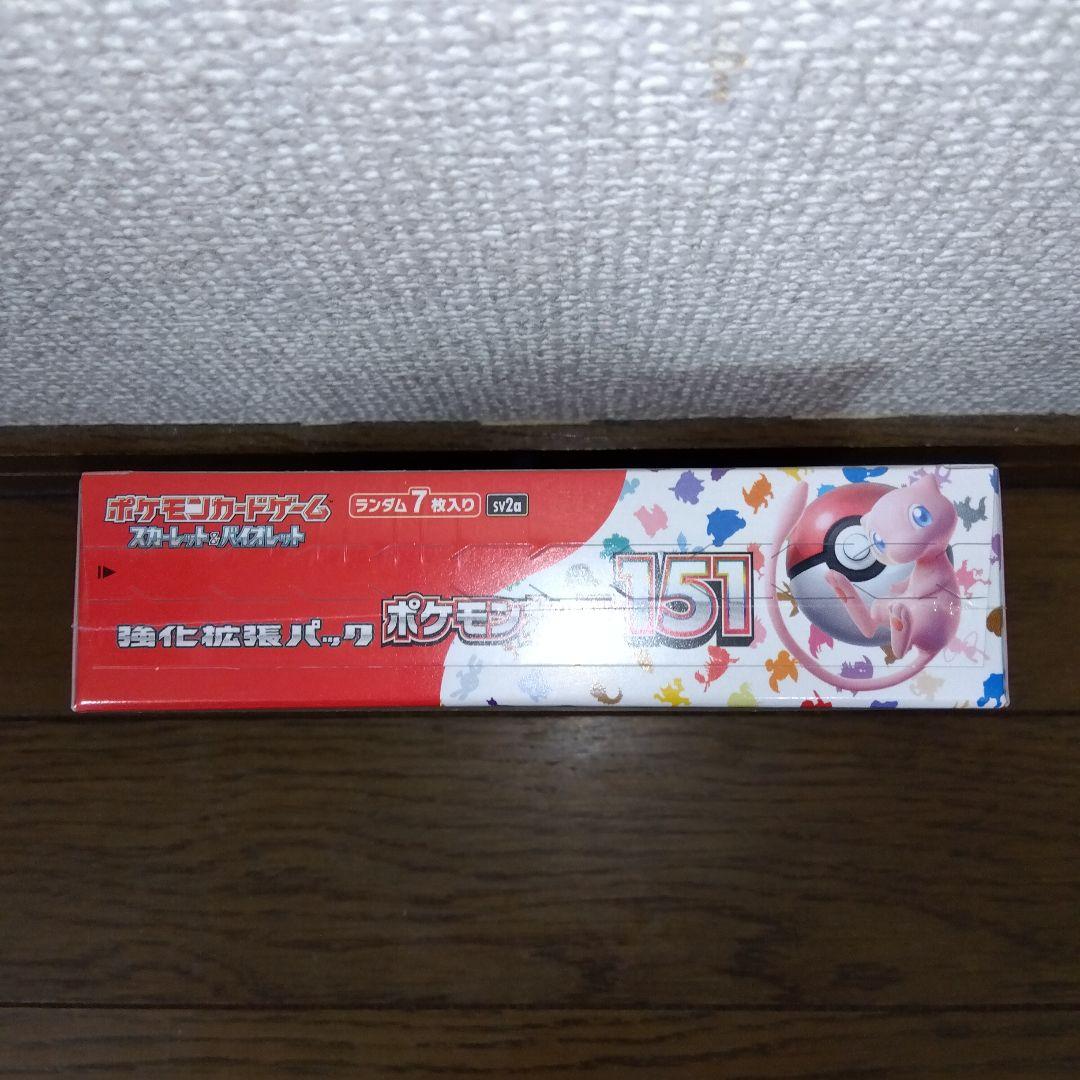 ポケモンカードゲーム
スカーレット&バイオレット
ランダム7枚入り
sv2a
強化拡張パック
ポケモン
151